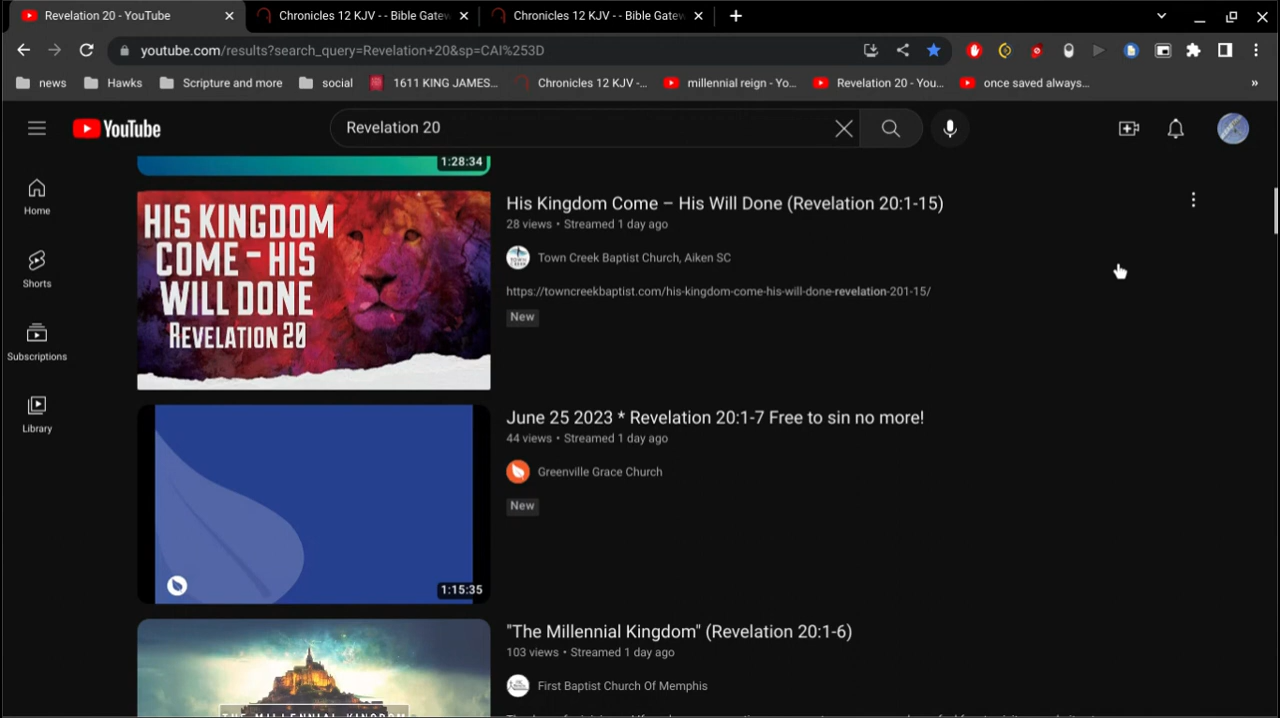 Revelation 20 - YouTube
Chronicles 12 KJV - - Bible Gatew
Chronicles 12 KJV - - Bible Gatew
youtube.com/results?search_query=Revelation+20&sp=CAI%253D
news
Hawks
Scripture and more
social
1611 KING JAMES...
Chronicles 12 KJV -...
millennial reign - Yo...
Revelation 20 - You...
once saved always...
»
YouTube
Revelation 20
Home
Shorts
Subscriptions
Library
1:28:34
HIS KINGDOM
COME - HIS
WILL DONE
REVELATION 20
His Kingdom Come – His Will Done (Revelation 20:1-15)
28 views • Streamed 1 day ago
Town Creek Baptist Church, Aiken SC
https://towncreekbaptist.com/his-kingdom-come-his-will-done-revelation-201-15/
New
1:15:35
June 25 2023 * Revelation 20:1-7 Free to sin no more!
44 views • Streamed 1 day ago
Greenville Grace Church
New
THE MILLENNIAL KINGDOM
"The Millennial Kingdom" (Revelation 20:1-6)
103 views • Streamed 1 day ago
First Baptist Church Of Memphis